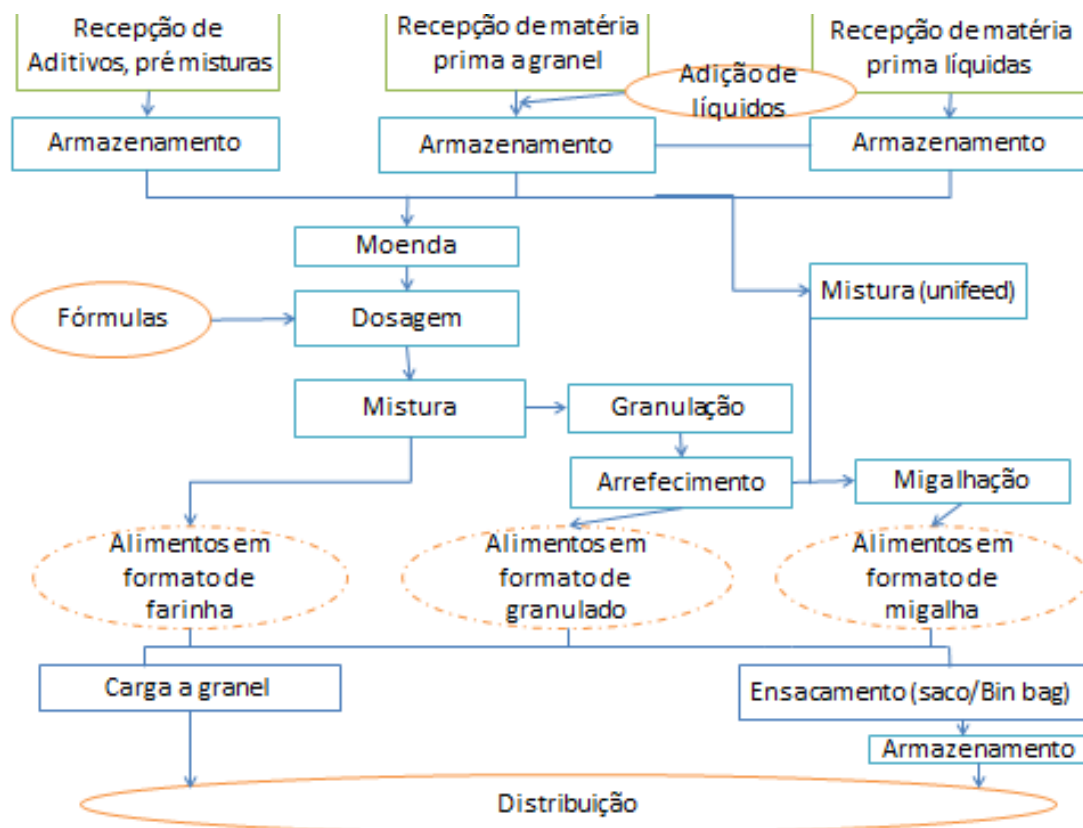 Recepção de
Aditivos, pré misturas
Recepção de matéria
prima a granel
Recepção de matéria
prima líquidas
Adição de
líquidos
Armazenamento
Armazenamento
Armazenamento
Moenda
Mistura (unifeed)
Fórmulas
Dosagem
Mistura
Granulação
Arrefecimento
Migalhação
Alimentos em
formato de
farinha
Alimentos em
formato de
granulado
Alimentos em
formato de
migalha
Carga a granel
Ensacamento (saco/Bin bag)
Armazenamento
Distribuição